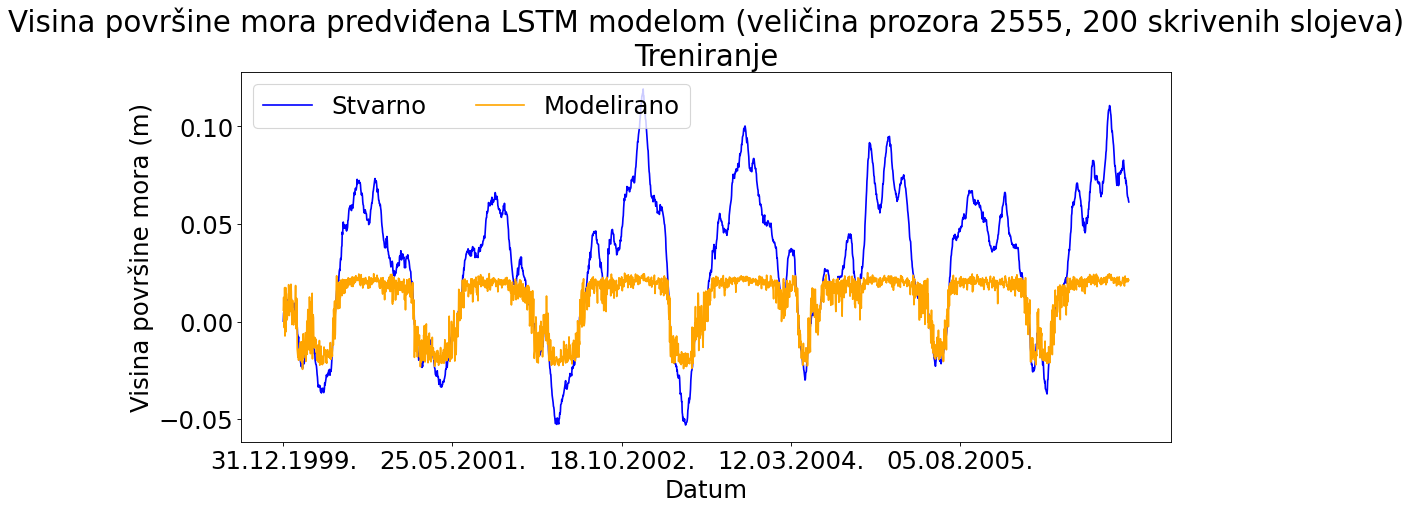 Visina površine mora predviđena LSTM modelom (veličina prozora 2555, 200 skrivenih slojeva)
Treniranje
Stvarno
Modelirano
Visina površine mora (m)
0.10
0.05
0.00
−0.05
31.12.1999.
25.05.2001.
18.10.2002.
12.03.2004.
05.08.2005.
Datum